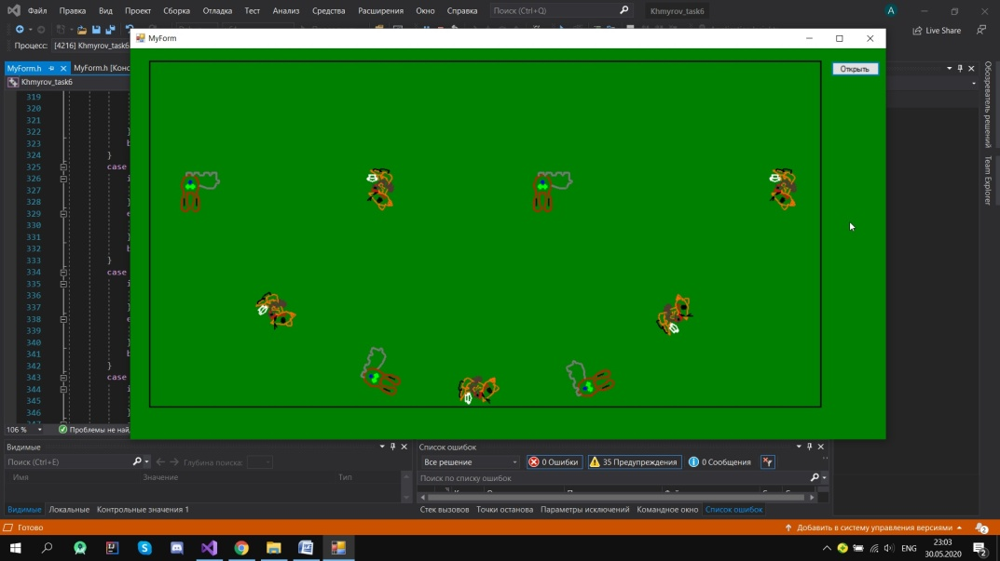 Файл Правка Вид Проект Сборка Отладка Тест Анализ Средства Расширения Окно Справка Поиск (Ctrl+Q) Khmyrov_task6 A
Live Share
Процесс: [4216] Khmyrov_task6
MyForm
Открыть
MyForm.h MyForm.h [Конс
Khmyrov_task6
319
320
321
322
323
324
325 case
326
327
328
329
330
331
332
333
334 case
335
336
337
338
339
340
341
342
343 case
344
345
346
106 % Проблемы не най
Обозреватель решений
Team Explorer
Видимые
Поиск (Ctrl+E) Глубина поиска:
Имя Значение Тип
Видимые Локальные Контрольные значения 1
Список ошибок
Все решение 0 Ошибки 35 Предупреждения 0 Сообщения
Поиск по списку ошибок
Стек вызовов Точки останова Параметры исключений Командное окно Список ошибок
Готово Добавить в систему управления версиями 2
ENG 23:03
30.05.2020 2